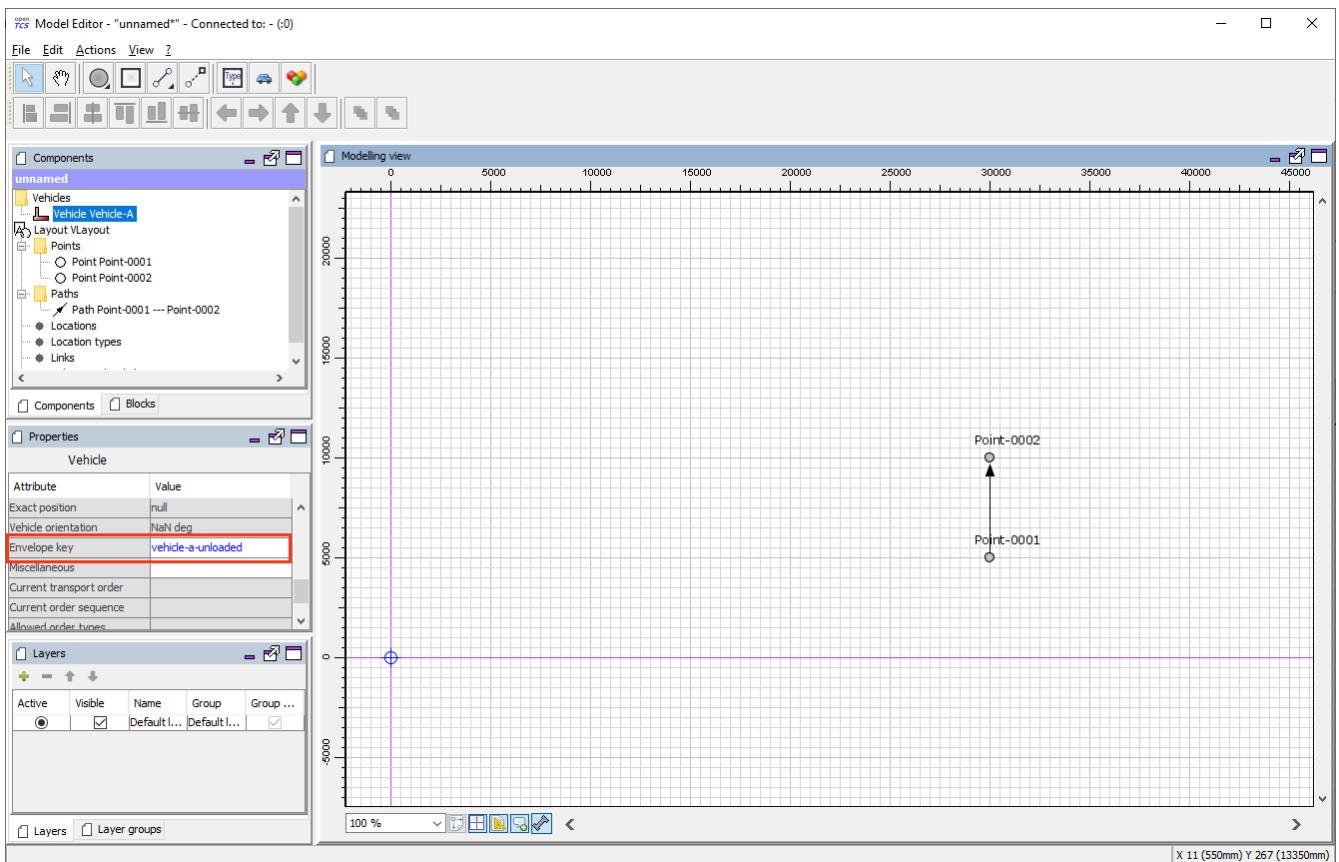 open TCS Model Editor - "unnamed*" - Connected to: - (:0)
File Edit Actions View ?
Type
Components
unnamed
Vehicles
Vehicle Vehicle-A
Layout VLayout
Points
Point Point-0001
Point Point-0002
Paths
Path Point-0001 --- Point-0002
Locations
Location types
Links
Components Blocks
Properties
Vehicle
Attribute Value
Exact position null
Vehicle orientation NaN deg
Envelope key vehicle-a-unloaded
Miscellaneous
Current transport order
Current order sequence
Allowed order types
Layers
Active Visible Name Group Group ...
Default l... Default l...
Layers Layer groups
Modelling view
0 5000 10000 15000 20000 25000 30000 35000 40000 45000
20000
15000
10000
5000
0
-5000
Point-0002
Point-0001
100 %
X 11 (550mm) Y 267 (13350mm)